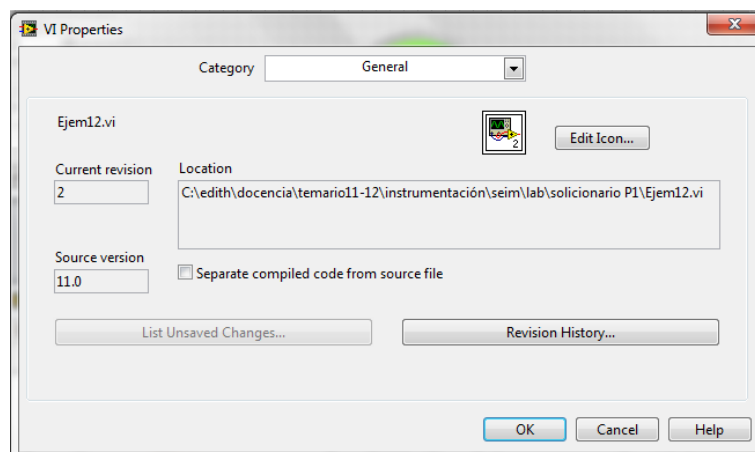 VI Properties
Category General
Ejem12.vi
2
Edit Icon...
Current revision
2
Location
C:\edith\docencia\temario11-12\instrumentación\seim\lab\solicionario P1\Ejem12.vi
Source version
11.0
Separate compiled code from source file
List Unsaved Changes...
Revision History...
OK Cancel Help